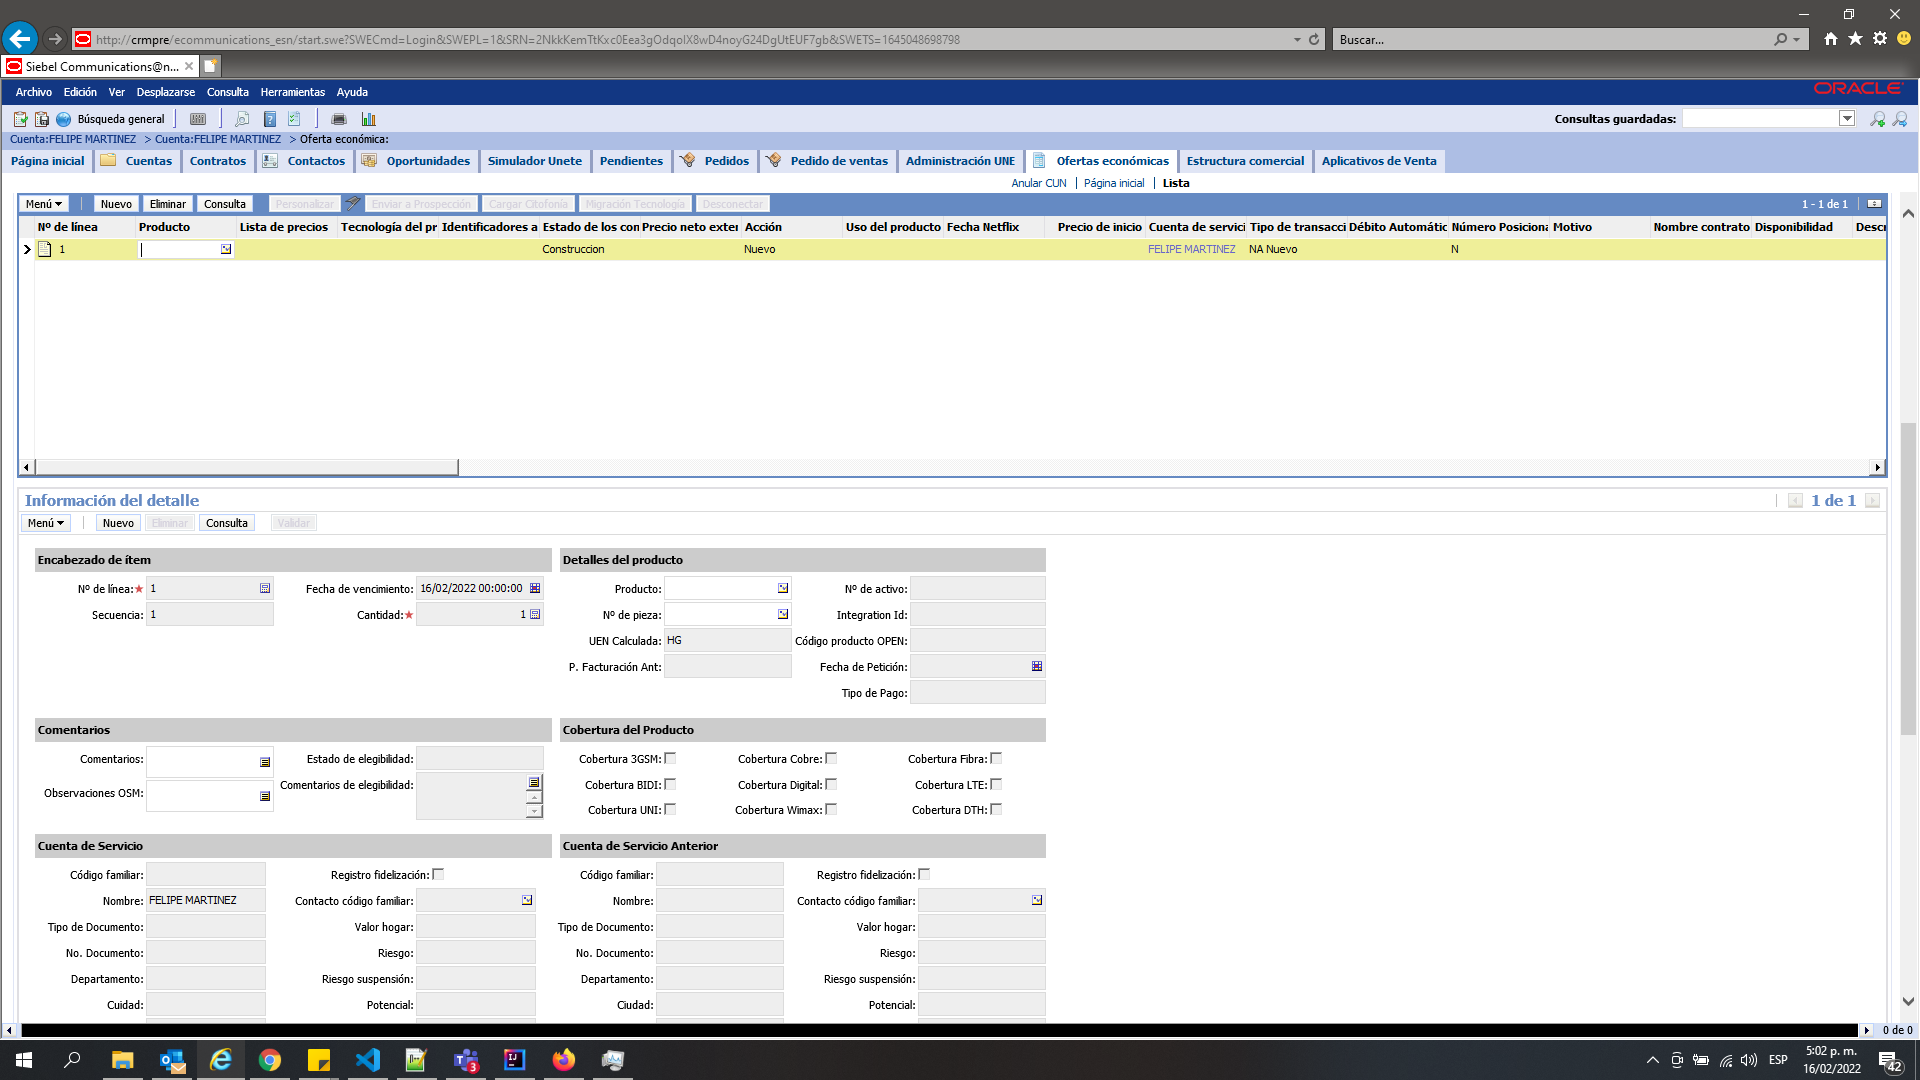 http://crmpre/ecommunications_esn/start.swe?SWECmd=Login&SWEPL=1&SRN=2NkkKemTtKxc0Eea3gOdqoIX8wD4noyG24DgUtEUF7gb&SWETS=1645048698798
Buscar...
Siebel Communications@n...
Archivo Edición Ver Desplazarse Consulta Herramientas Ayuda
ORACLE
Búsqueda general
Consultas guardadas:
Cuenta:FELIPE MARTINEZ > Cuenta:FELIPE MARTINEZ > Oferta económica:
Página inicial Cuentas Contratos Contactos Oportunidades Simulador Unete Pendientes Pedidos Pedido de ventas Administración UNE Ofertas económicas Estructura comercial Aplicativos de Venta
Anular CUN Página inicial Lista
Menú Nuevo Eliminar Consulta Personalizar Enviar a Prospección Cargar Citofonía Migración Tecnología Desconectar 1 - 1 de 1
Nº de línea Producto Lista de precios Tecnología del pr Identificadores a Estado de los con Precio neto exter Acción Uso del producto Fecha Netflix Precio de inicio Cuenta de servici Tipo de transacci Débito Automátic Número Posiciona Motivo Nombre contrato Disponibilidad Descr
1 Construccion Nuevo FELIPE MARTINEZ NA Nuevo N
Información del detalle
1 de 1
Menú Nuevo Eliminar Consulta Validar
Encabezado de ítem
Nº de línea:★ 1 Fecha de vencimiento: 16/02/2022 00:00:00
Secuencia: 1 Cantidad:★ 1
Detalles del producto
Producto: Nº de activo:
Nº de pieza: Integration Id:
UEN Calculada: HG Código producto OPEN:
P. Facturación Ant: Fecha de Petición:
Tipo de Pago:
Comentarios
Comentarios: Estado de elegibilidad:
Observaciones OSM: Comentarios de elegibilidad:
Cobertura del Producto
Cobertura 3GSM: Cobertura Cobre: Cobertura Fibra:
Cobertura BIDI: Cobertura Digital: Cobertura LTE:
Cobertura UNI: Cobertura Wimax: Cobertura DTH:
Cuenta de Servicio
Código familiar: Registro fidelización:
Nombre: FELIPE MARTINEZ Contacto código familiar:
Tipo de Documento: Valor hogar:
No. Documento: Riesgo:
Departamento: Riesgo suspensión:
Cuidad: Potencial:
Cuenta de Servicio Anterior
Código familiar: Registro fidelización:
Nombre: Contacto código familiar:
Tipo de Documento: Valor hogar:
No. Documento: Riesgo:
Departamento: Riesgo suspensión:
Ciudad: Potencial:
0 de 0
3
ESP
5:02 p. m.
16/02/2022
42